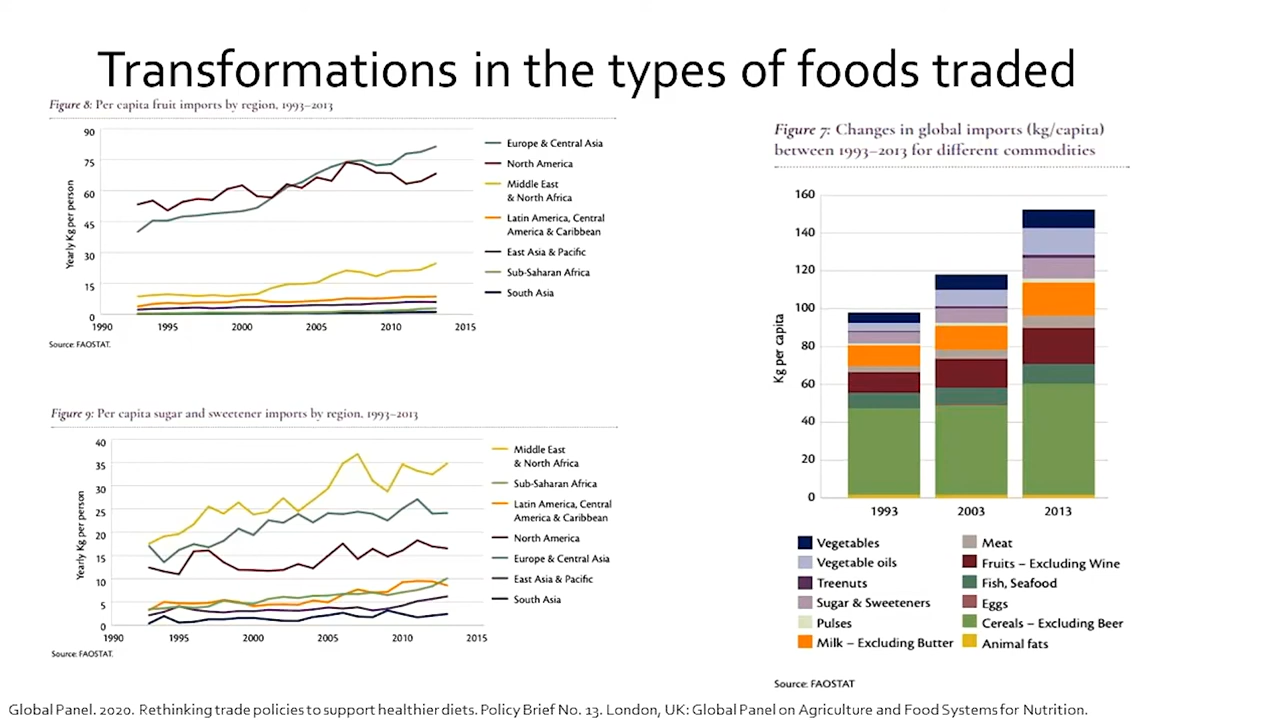 Transformations in the types of foods traded
Figure 8: Per capita fruit imports by region, 1993–2013
90
75
60
45
30
15
0
Yearly Kg per person
1990
1995
2000
2005
2010
2015
Europe & Central Asia
North America
Middle East
& North Africa
Latin America, Central
America & Caribbean
East Asia & Pacific
Sub-Saharan Africa
South Asia
Source: FAOSTAT.
Figure 9: Per capita sugar and sweetener imports by region, 1993–2013
40
35
30
25
20
15
10
5
0
Yearly Kg per person
1990
1995
2000
2005
2010
2015
Middle East
& North Africa
Sub-Saharan Africa
Latin America, Central
America & Caribbean
North America
Europe & Central Asia
East Asia & Pacific
South Asia
Source: FAOSTAT.
Figure 7: Changes in global imports (kg/capita)
between 1993–2013 for different commodities
160
140
120
100
80
60
40
20
0
Kg per capita
1993
2003
2013
Vegetables
Vegetable oils
Treenuts
Sugar & Sweeteners
Pulses
Milk – Excluding Butter
Meat
Fruits – Excluding Wine
Fish, Seafood
Eggs
Cereals – Excluding Beer
Animal fats
Source: FAOSTAT
Global Panel. 2020. Rethinking trade policies to support healthier diets. Policy Brief No. 13. London, UK: Global Panel on Agriculture and Food Systems for Nutrition.